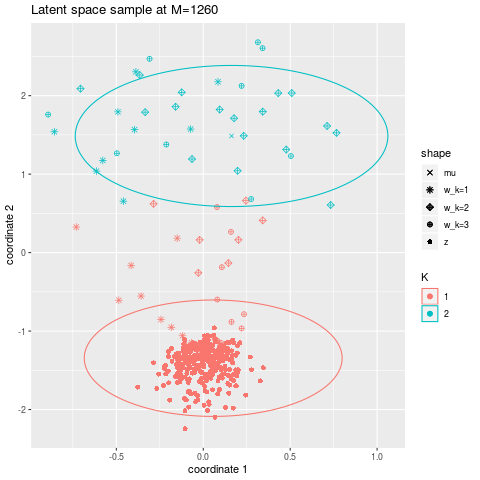 Latent space sample at M=1260
coordinate 2
2
1
0
-1
-2
-0.5
0.0
0.5
1.0
coordinate 1
shape
mu
w_k=1
w_k=2
w_k=3
z
K
1
2